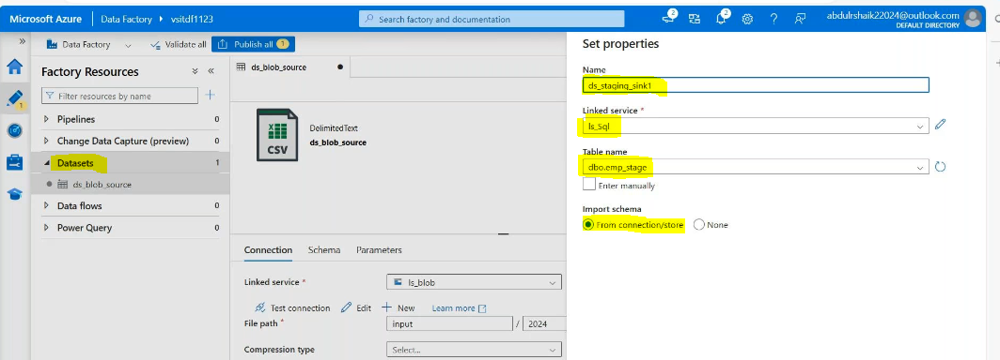 Microsoft Azure | Data Factory > vsitdf1123
Search factory and documentation
2
2
abdulrshaik22024@outlook.com
DEFAULT DIRECTORY
Data Factory
Validate all
Publish all 1
Factory Resources
Filter resources by name
Pipelines 0
Change Data Capture (preview) 0
Datasets 1
ds_blob_source
Data flows 0
Power Query 0
1
ds_blob_source
CSV
DelimitedText
ds_blob_source
Connection Schema Parameters
Linked service *
ls_blob
Test connection Edit New Learn more
File path *
input / 2024
Compression type
Select...
Set properties
Name
ds_staging_sink1
Linked service *
ls_Sql
Table name
dbo.emp_stage
Enter manually
Import schema
From connection/store None